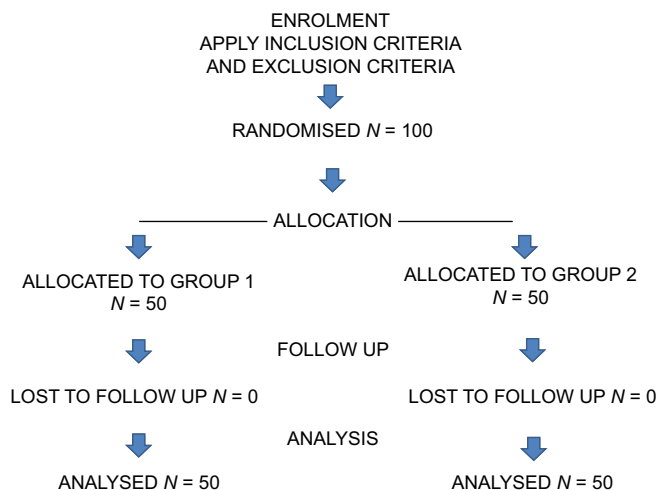 ENROLMENT
APPLY INCLUSION CRITERIA
AND EXCLUSION CRITERIA
RANDOMISED N = 100
ALLOCATION
ALLOCATED TO GROUP 1
N = 50
ALLOCATED TO GROUP 2
N = 50
FOLLOW UP
LOST TO FOLLOW UP N = 0
LOST TO FOLLOW UP N = 0
ANALYSIS
ANALYSED N = 50
ANALYSED N = 50